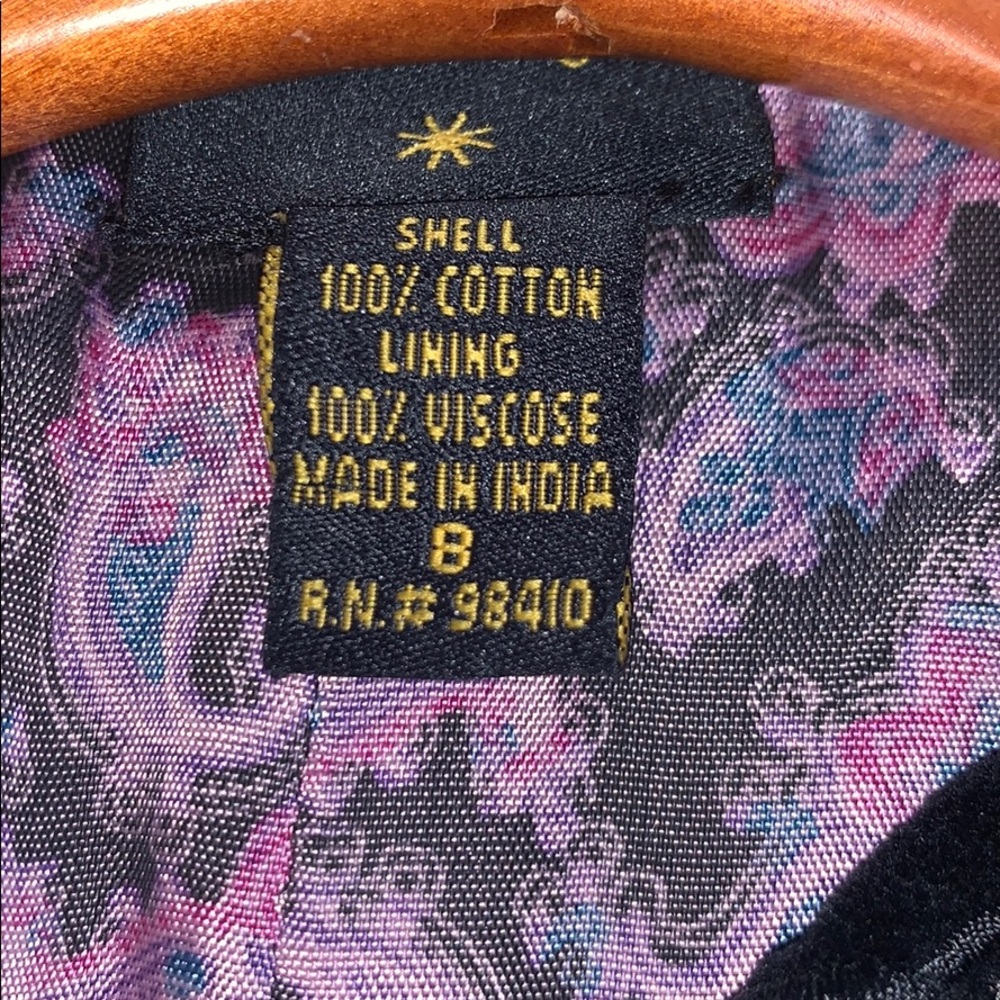 SHELL
100% COTTON
LINING
100% VISCOSE
MADE IN INDIA
8
R.N.# 98410